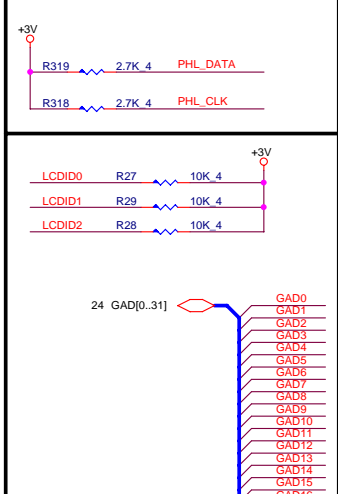 +3V
R319 2.7K_4 PHL_DATA
R318 2.7K_4 PHL_CLK
+3V
LCDID0 R27 10K_4
LCDID1 R29 10K_4
LCDID2 R28 10K_4
24 GAD[0..31]
GAD0
GAD1
GAD2
GAD3
GAD4
GAD5
GAD6
GAD7
GAD8
GAD9
GAD10
GAD11
GAD12
GAD13
GAD14
GAD15